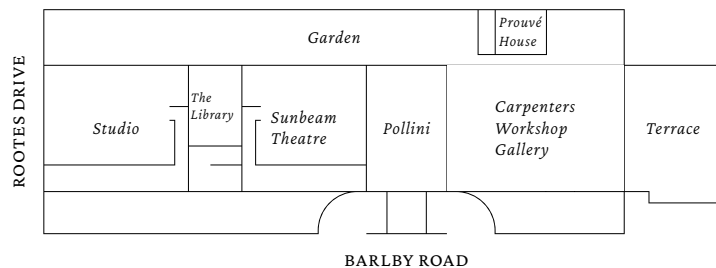 Garden
Prouvé
House
ROOTES DRIVE
Studio
The
Library
Sunbeam
Theatre
Pollini
Carpenters
Workshop
Gallery
Terrace
BARLBY ROAD